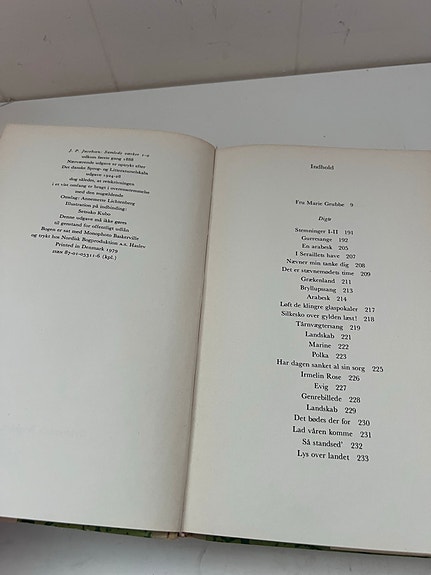 J. P. Jacobsen: Samlede værker 1-2
udkom første gang 1888
Nærværende udgave er optrykt efter
Det danske Sprog- og Litteraturselskabs
udgave 1924-28
dog således, at retskrivningen
i et vist omfang er bragt i overensstemmelse
med den nugældende
Omslag: Annemette Lichtenberg
Illustration på indbinding:
Setsuko Kubo
Denne udgave må ikke gøres
til genstand for offentligt udlån
Bogen er sat med Monophoto Baskerville
og trykt hos Nordisk Bogproduktion a.s. Haslev
Printed in Denmark 1979
ISBN 87-01-05311-6 (kpl.)
Indhold
Fru Marie Grubbe 9
Digte
Stemninger I-II 191
Gurresange 192
En arabesk 205
I Seraillets have 207
Nævner min tanke dig 208
Det er stævnemødets time 209
Grækenland 211
Bryllupssang 213
Arabesk 214
Løft de klingre glaspokaler 217
Silkesko over gylden læst! 218
Tårnvægtersang 219
Landskab 221
Marine 222
Polka 223
Har dagen sanket al sin sorg 225
Irmelin Rose 226
Evig 227
Genrebillede 228
Landskab 229
Det bødes der for 230
Lad våren komme 231
Så standsed' 232
Lys over landet 233